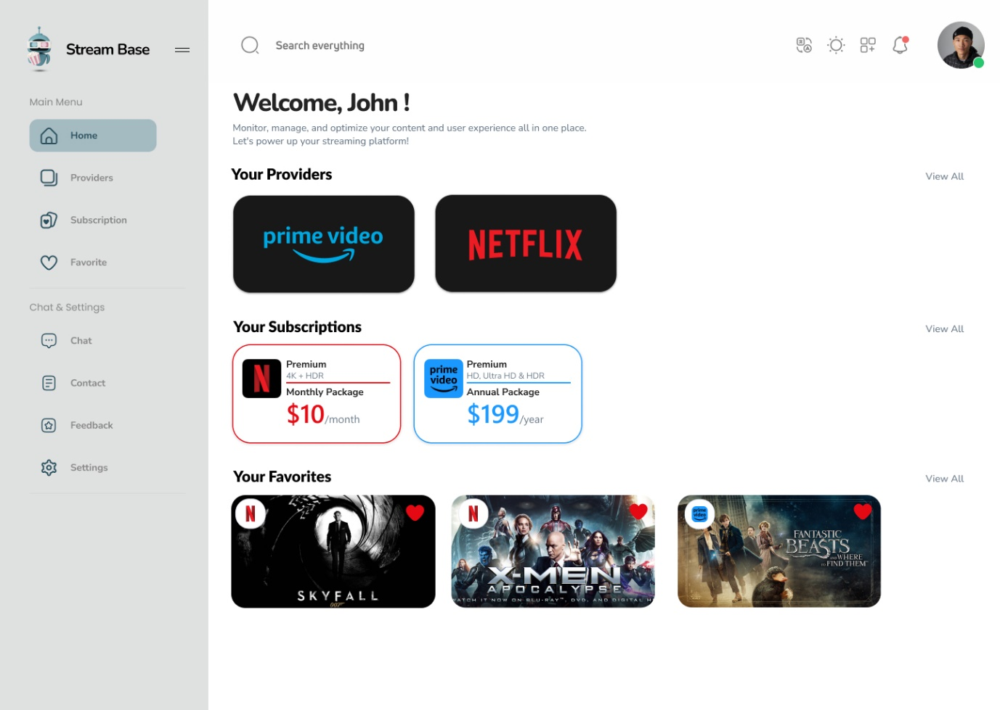 Stream Base
Search everything
Main Menu
Home
Providers
Subscription
Favorite
Chat & Settings
Chat
Contact
Feedback
Settings
Welcome, John !
Monitor, manage, and optimize your content and user experience all in one place.
Let's power up your streaming platform!
Your Providers
View All
prime video
NETFLIX
Your Subscriptions
View All
N
Premium
4K + HDR
Monthly Package
$10/month
prime
video
Premium
HD, Ultra HD & HDR
Annual Package
$199/year
Your Favorites
View All
N
SKYFALL
007
N
X-MEN
APOCALYPSE
WATCH IT NOW ON BLU-RAY™, DVD, AND DIGITAL H
prime
video
FANTASTIC
BEASTS
AND WHERE
TO FIND THEM™